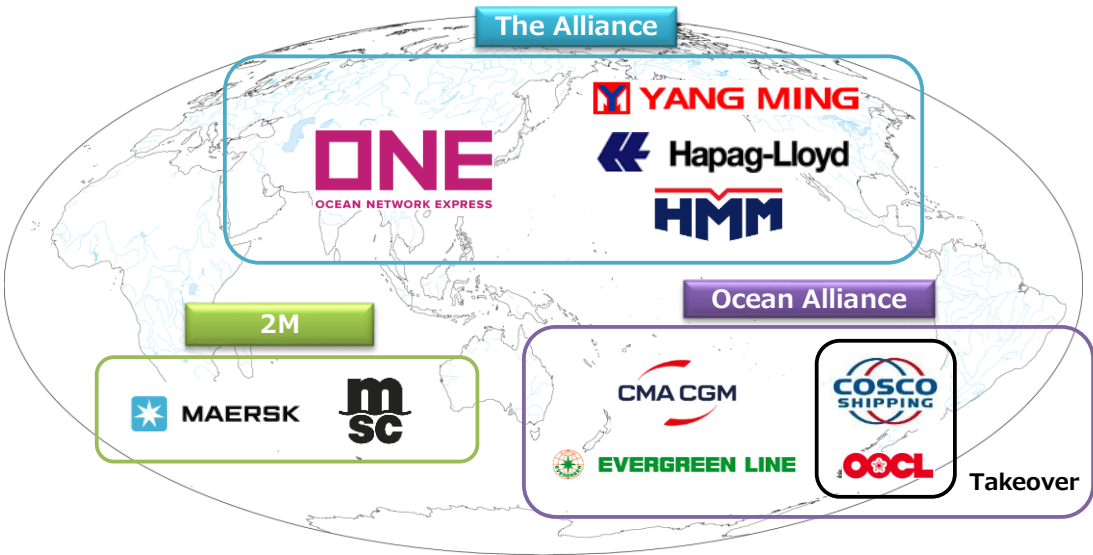 The Alliance
YANG MING
ONE
OCEAN NETWORK EXPRESS
Hapag-Lloyd
HMM
2M
MAERSK
msc
Ocean Alliance
CMA CGM
COSCO
SHIPPING
EVERGREEN LINE
OOCL
Takeover